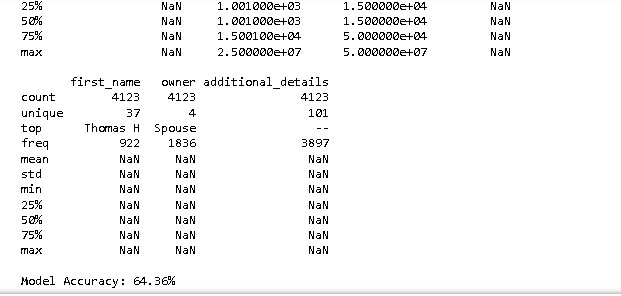 25% NaN 1.001000e+03 1.500000e+04 NaN
50% NaN 1.001000e+03 1.500000e+04 NaN
75% NaN 1.500100e+04 5.000000e+04 NaN
max NaN 2.500000e+07 5.000000e+07 NaN
first_name owner additional_details
count 4123 4123 4123
unique 37 4 101
top Thomas H Spouse --
freq 922 1836 3897
mean NaN NaN NaN
std NaN NaN NaN
min NaN NaN NaN
25% NaN NaN NaN
50% NaN NaN NaN
75% NaN NaN NaN
max NaN NaN NaN
Model Accuracy: 64.36%